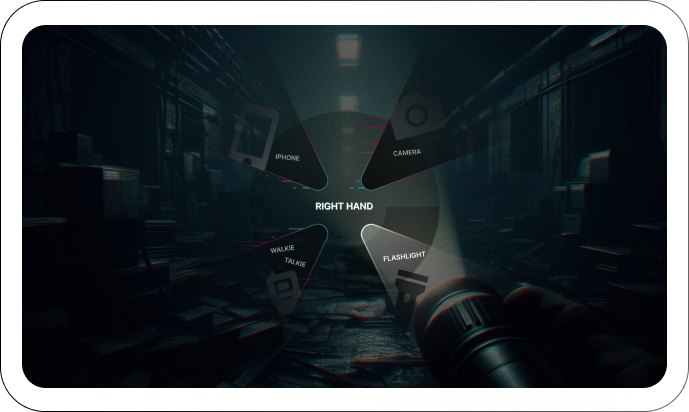 IPHONE
CAMERA
RIGHT HAND
WALKIE
TALKIE
FLASHLIGHT